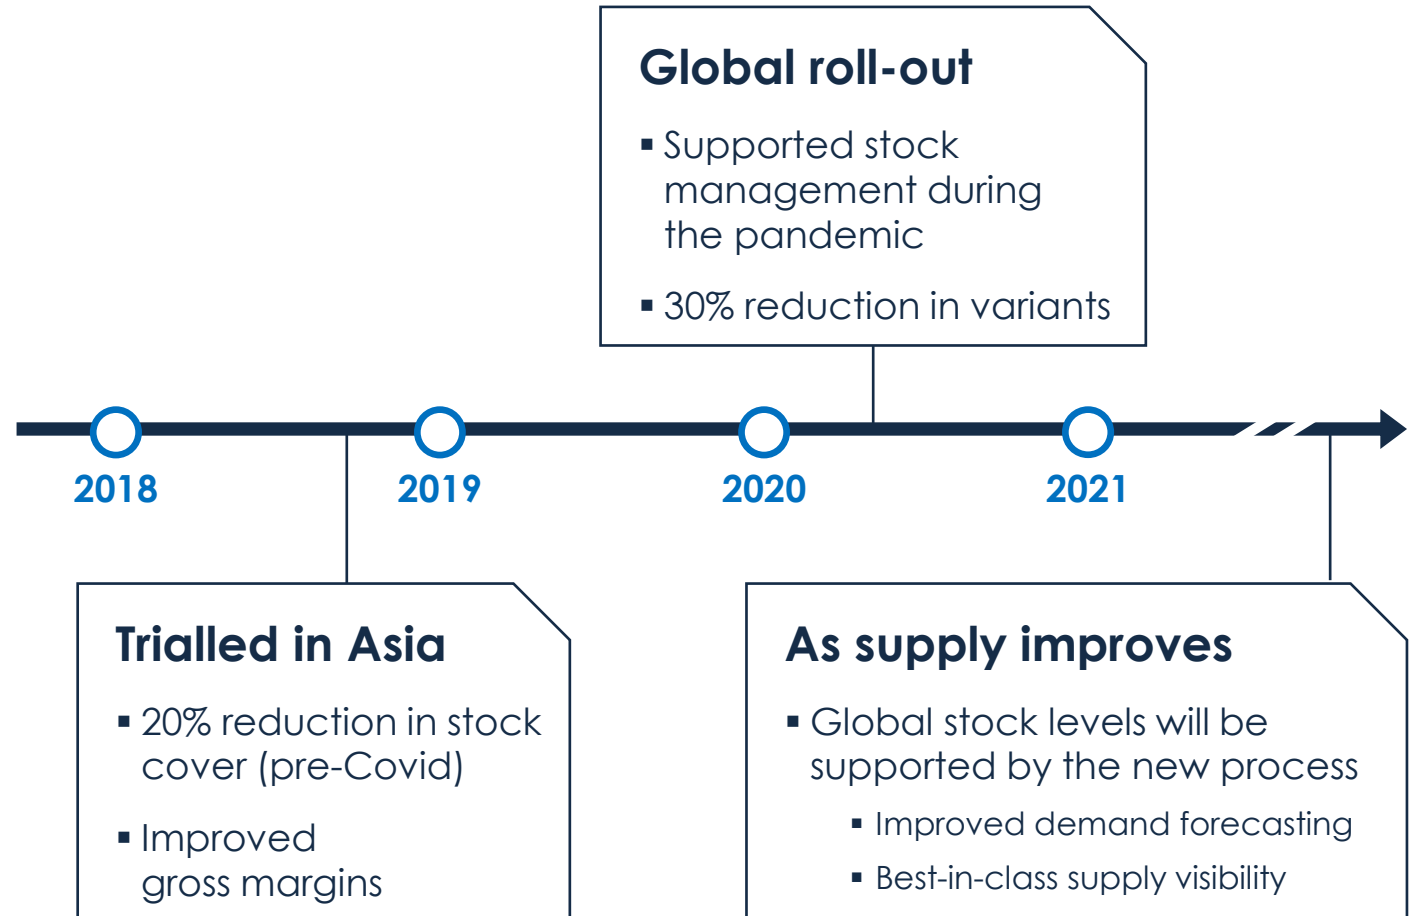 Global roll-out
▪ Supported stock
management during
the pandemic
▪ 30% reduction in variants
2018
2019
2020
2021
Trialled in Asia
▪ 20% reduction in stock
cover (pre-Covid)
▪ Improved
gross margins
As supply improves
▪ Global stock levels will be
supported by the new process
▪ Improved demand forecasting
▪ Best-in-class supply visibility